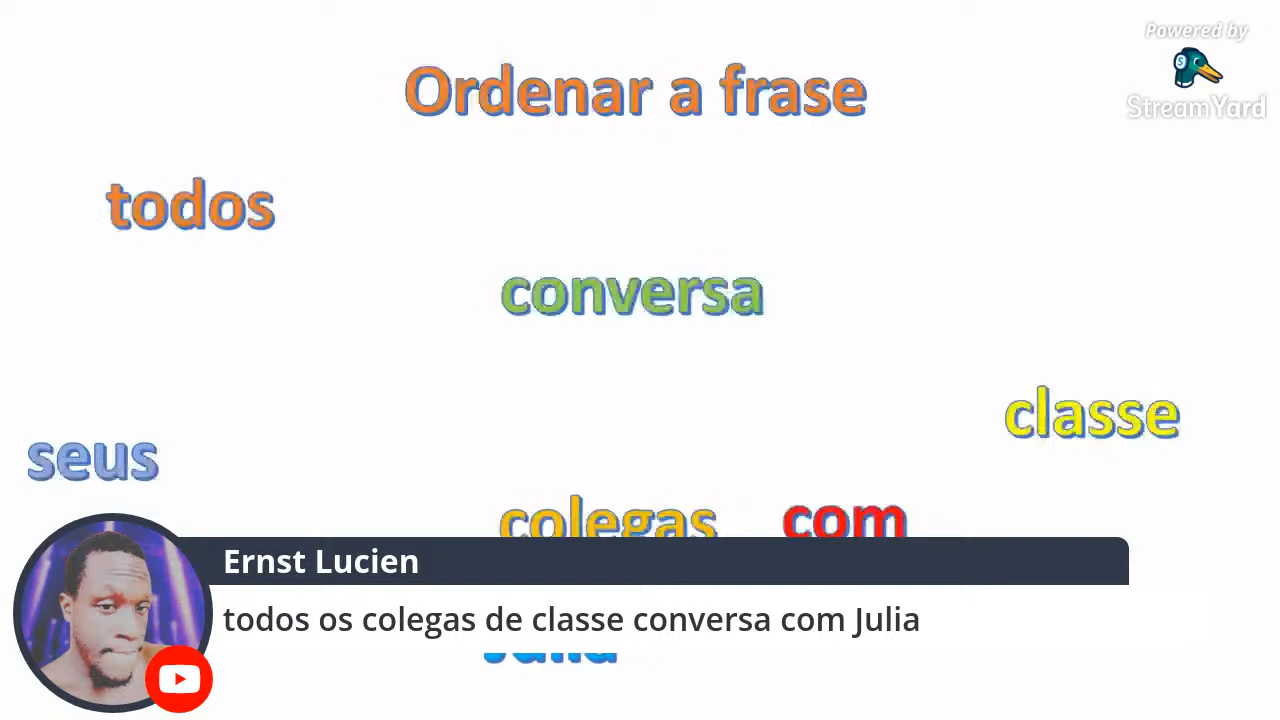 Powered by
StreamYard
Ordenar a frase
todos
conversa
classe
seus
colegas com
Ernst Lucien
todos os colegas de classe conversa com Julia